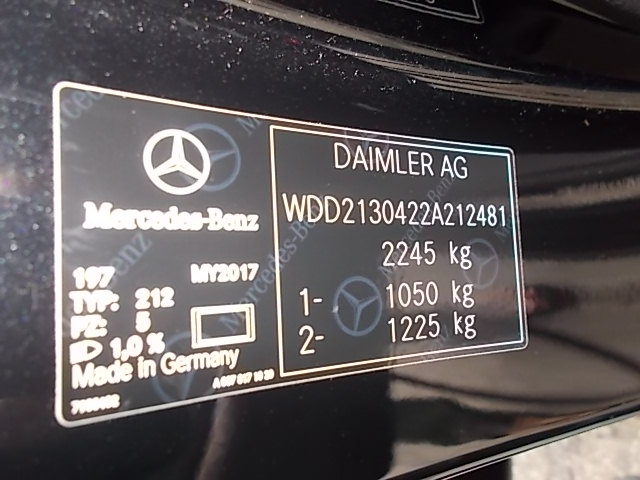 Mercedes-Benz
197 MY2017
TYP: 212
PZ: 5
1,0 %
Made in Germany
DAIMLER AG
WDD2130422A212481
2245 kg
1- 1050 kg
2- 1225 kg